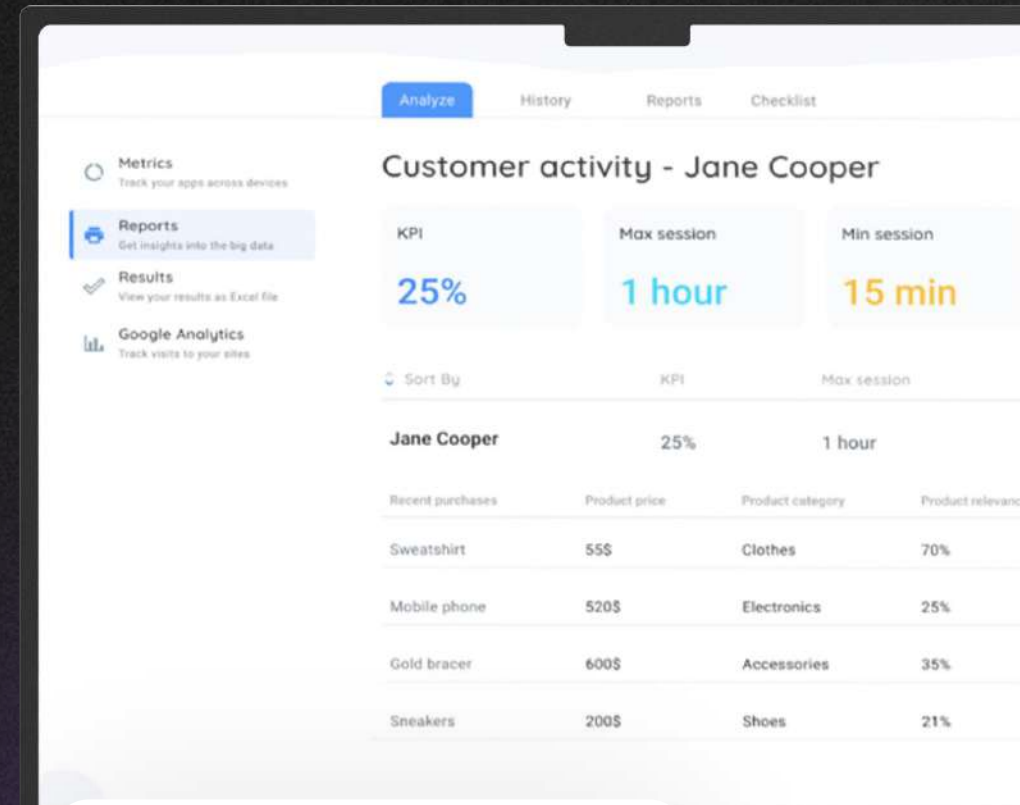 Analyze History Reports Checklist
Metrics
Track your apps across devices
Reports
Get insights into the big data
Results
View your results as Excel file
Google Analytics
Track visits to your sites
Customer activity - Jane Cooper
KPI Max session Min session
25% 1 hour 15 min
Sort By KPI Max session
Jane Cooper 25% 1 hour
Recent purchases Product price Product category Product relevanc
Sweatshirt 55$ Clothes 70%
Mobile phone 520$ Electronics 25%
Gold bracer 600$ Accessories 35%
Sneakers 200$ Shoes 21%